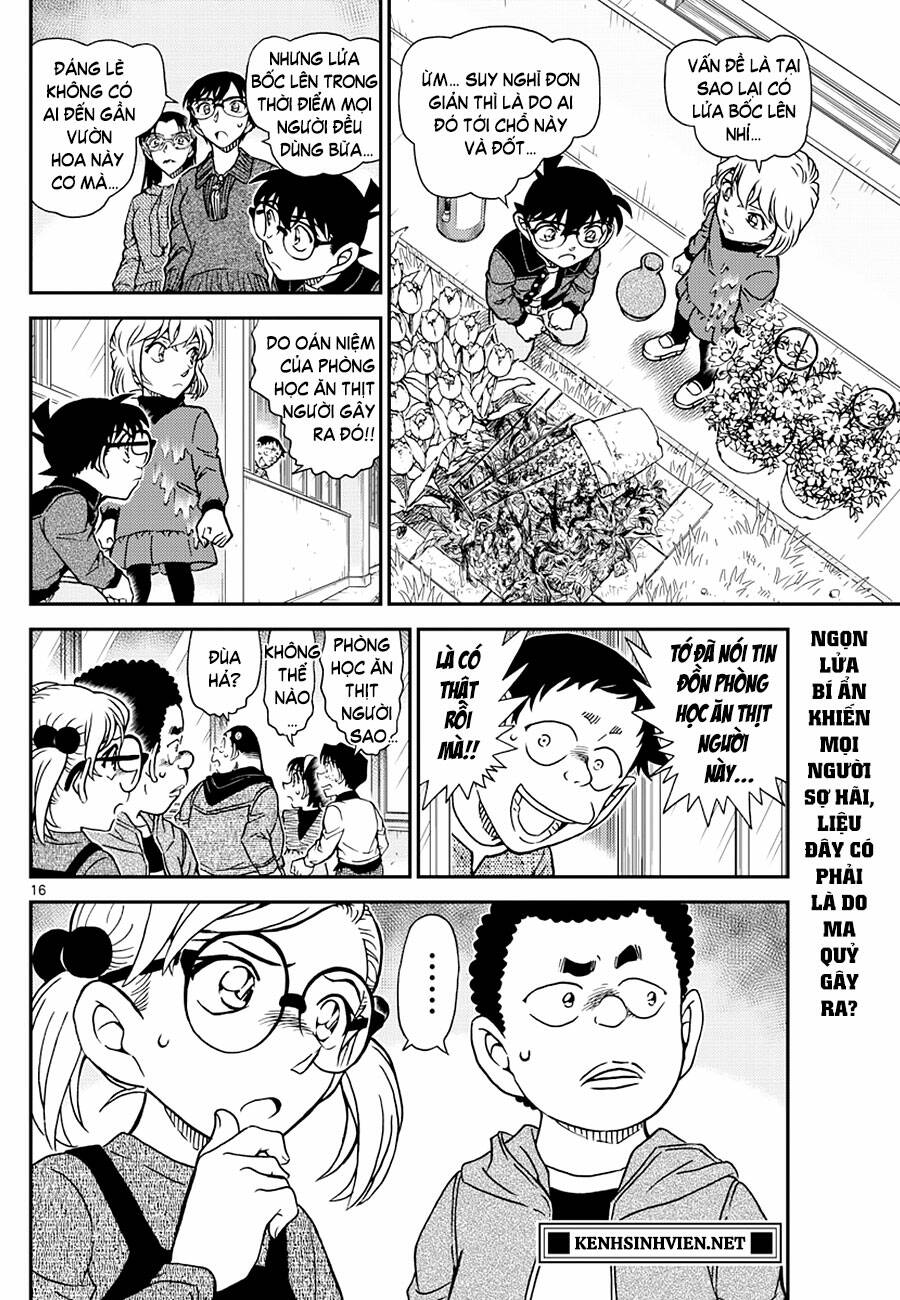 VẤN ĐỀ LÀ TẠI
SAO LẠI CÓ
LỬA BỐC LÊN
NHỈ...
ỪM... SUY NGHĨ ĐƠN
GIẢN THÌ LÀ DO AI
ĐÓ TỚI CHỖ NÀY
VÀ ĐỐT...
NHƯNG LỬA
BỐC LÊN TRONG
THỜI ĐIỂM MỌI
NGƯỜI ĐỀU
DÙNG BỮA...
ĐÁNG LẺ
KHÔNG CÓ
AI ĐẾN GẦN
VƯỜN
HOA NÀY
CƠ MÀ...
DO OÁN NIỆM
CỦA PHÒNG
HỌC ĂN THỊT
NGƯỜI GÂY
RA ĐÓ!!
TỚ ĐÃ NÓI TIN
ĐỒN PHÒNG
HỌC ĂN THỊT
NGƯỜI
NÀY...
LÀ CÓ
THẬT
RỒI
MÀ!!
PHÒNG
HỌC ĂN
THỊT
NGƯỜI
SAO...
KHÔNG
THỂ
NÀO
...
ĐÙA
HẢ?
16
NGỌN
LỬA
BÍ ẨN
KHIẾN
MỌI
NGƯỜI
SỢ HÃI,
LIỆU
ĐÂY CÓ
PHẢI
LÀ DO
MA
QUỶ
GÂY
RA?
KENHSINHVIEN.NET